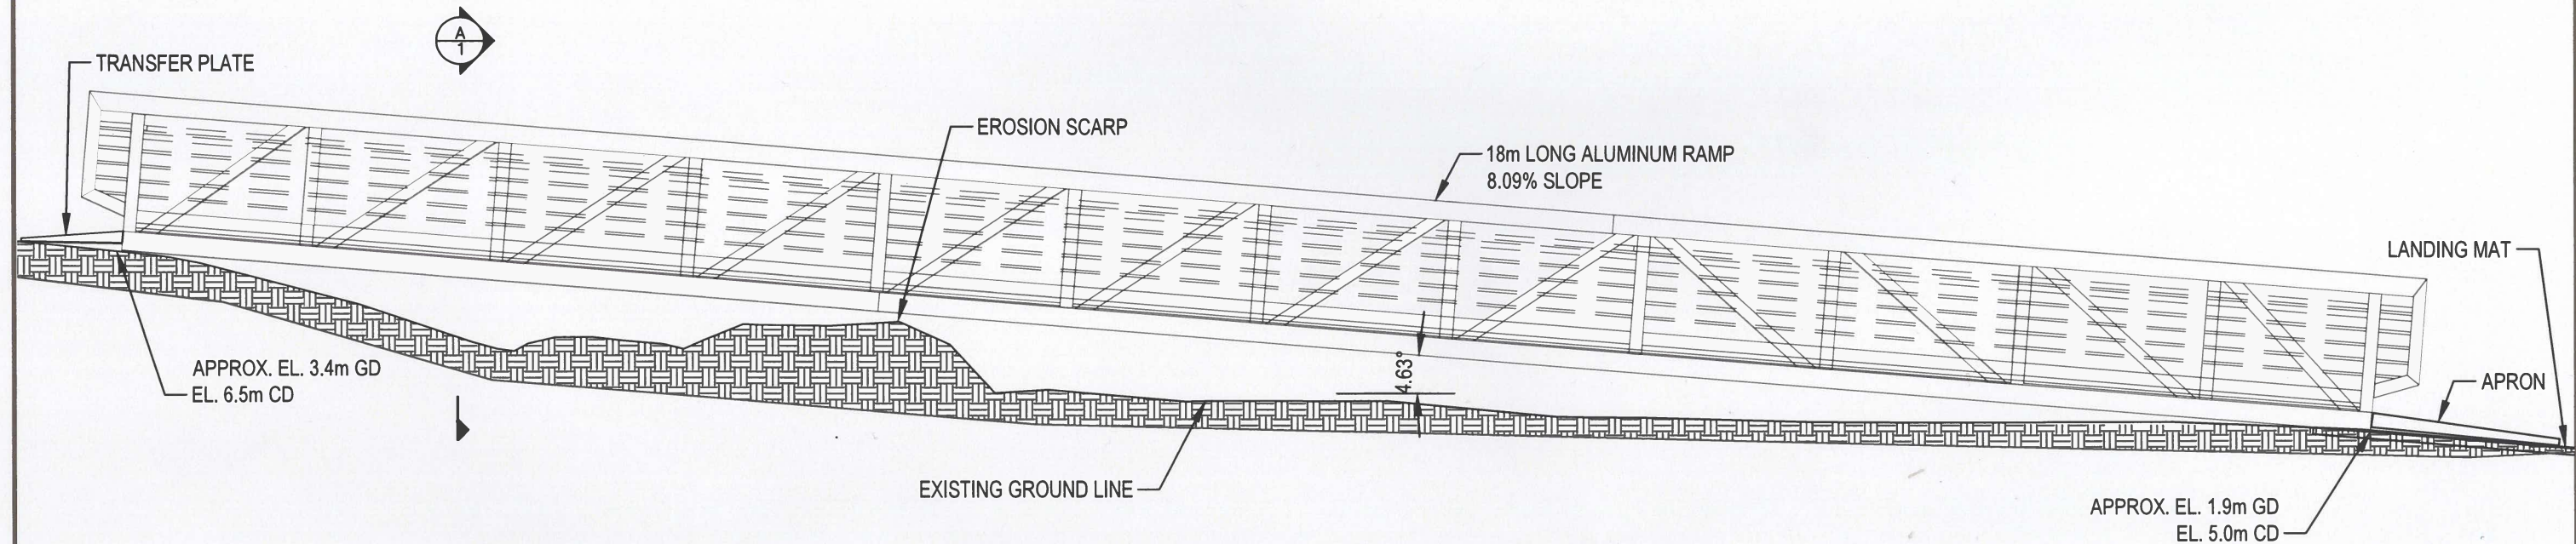 A
1
TRANSFER PLATE
EROSION SCARP
18m LONG ALUMINUM RAMP
8.09% SLOPE
LANDING MAT
APPROX. EL. 3.4m GD
EL. 6.5m CD
4.63°
APRON
EXISTING GROUND LINE
APPROX. EL. 1.9m GD
EL. 5.0m CD